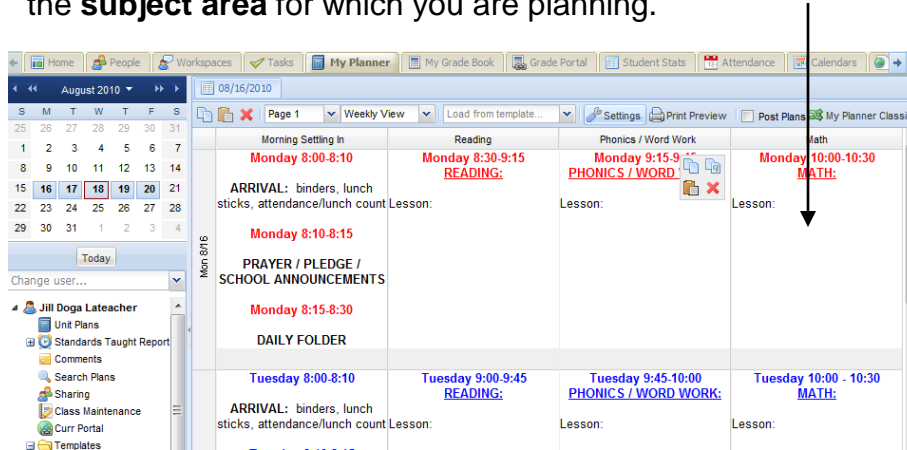 the subject area for which you are planning.
Home People Workspaces Tasks My Planner My Grade Book Grade Portal Student Stats Attendance Calendars
August 2010 08/16/2010
S M T W T F S
Page 1 Weekly View Load from template... Settings Print Preview Post Plans My Planner Classi
25 26 27 28 29 30 31
1 2 3 4 5 6 7
8 9 10 11 12 13 14
15 16 17 18 19 20 21
22 23 24 25 26 27 28
29 30 31 1 2 3 4
Today
Change user...
Jill Doga Lateacher
Unit Plans
Standards Taught Report
Comments
Search Plans
Sharing
Class Maintenance
Curr Portal
Templates
Morning Settling In Reading Phonics / Word Work Math
Mon 8/16
Monday 8:00-8:10
ARRIVAL: binders, lunch
sticks, attendance/lunch count
Monday 8:10-8:15
PRAYER / PLEDGE /
SCHOOL ANNOUNCEMENTS
Monday 8:15-8:30
DAILY FOLDER
Monday 8:30-9:15
READING:
Lesson:
Monday 9:15-9:45
PHONICS / WORD
Lesson:
Monday 10:00-10:30
MATH:
Lesson:
Tuesday 8:00-8:10
ARRIVAL: binders, lunch
sticks, attendance/lunch count
Tuesday 9:00-9:45
READING:
Lesson:
Tuesday 9:45-10:00
PHONICS / WORD WORK:
Lesson:
Tuesday 10:00 - 10:30
MATH:
Lesson: